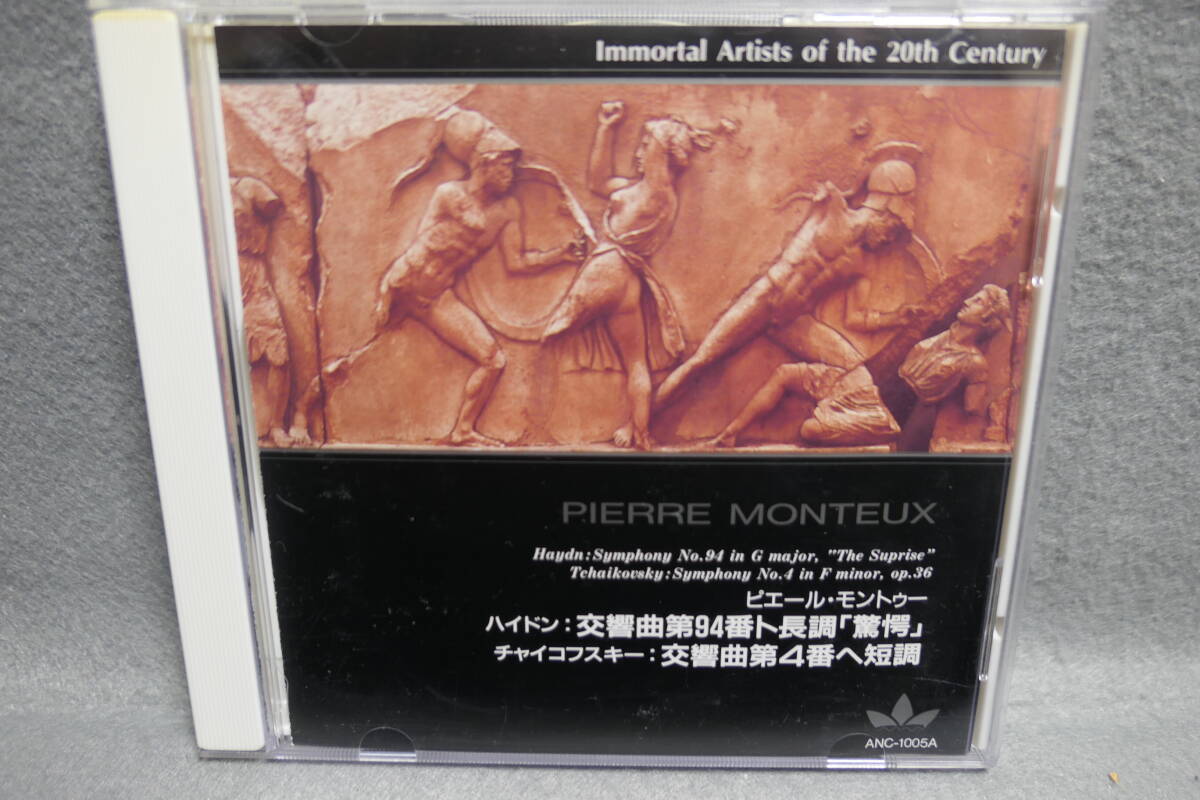 Immortal Artists of the 20th Century
PIERRE MONTEUX
Haydn:Symphony No.94 in G major, "The Suprise"
Tchaikovsky:Symphony No.4 in F minor, op.36
ピエール・モントゥー
ハイドン:交響曲第94番ト長調「驚愕」
チャイコフスキー:交響曲第4番ヘ短調
ANC-1005A